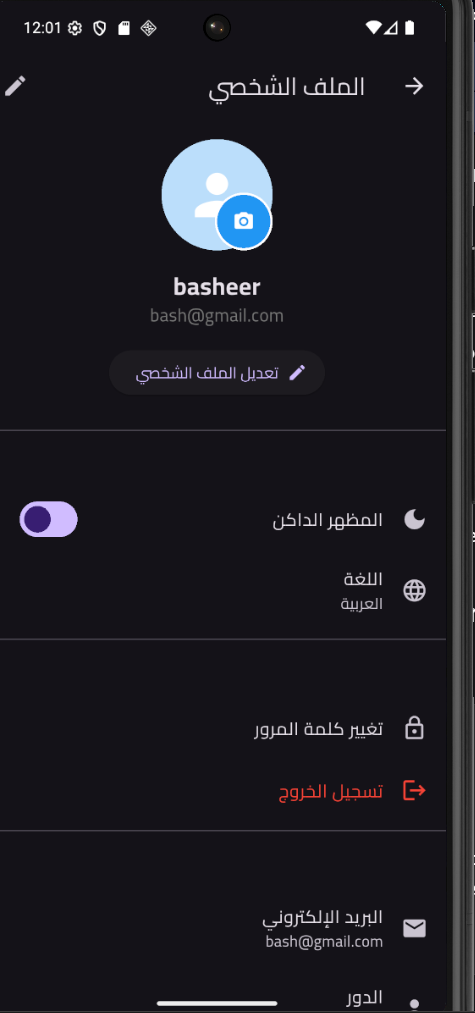 12:01
الملف الشخصي
basheer
bash@gmail.com
تعديل الملف الشخصي
المظهر الداكن
اللغة
العربية
تغيير كلمة المرور
تسجيل الخروج
البريد الإلكتروني
bash@gmail.com
الدور